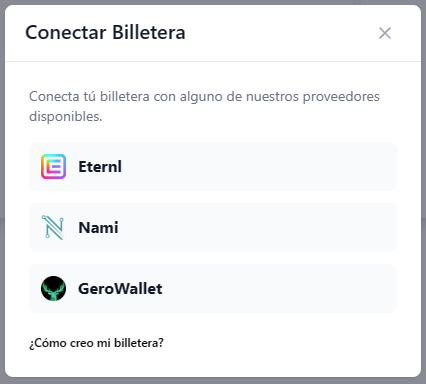 Conectar Billetera
Conecta tú billetera con alguno de nuestros proveedores
disponibles.
Eternl
Nami
GeroWallet
¿Cómo creo mi billetera?